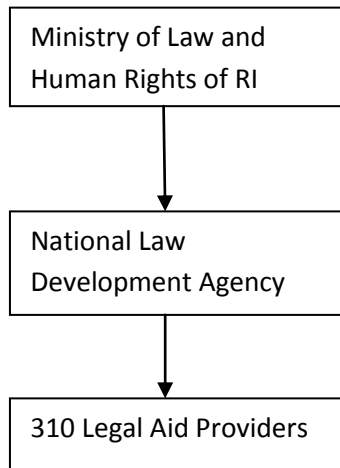 Ministry of Law and
Human Rights of RI
National Law
Development Agency
310 Legal Aid Providers